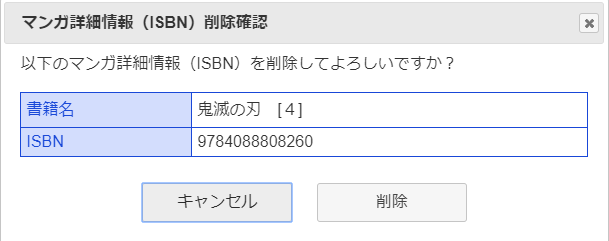 マンガ詳細情報（ISBN）削除確認
以下のマンガ詳細情報（ISBN）を削除してよろしいですか？
書籍名 鬼滅の刃　[４]
ISBN 9784088808260
キャンセル 削除